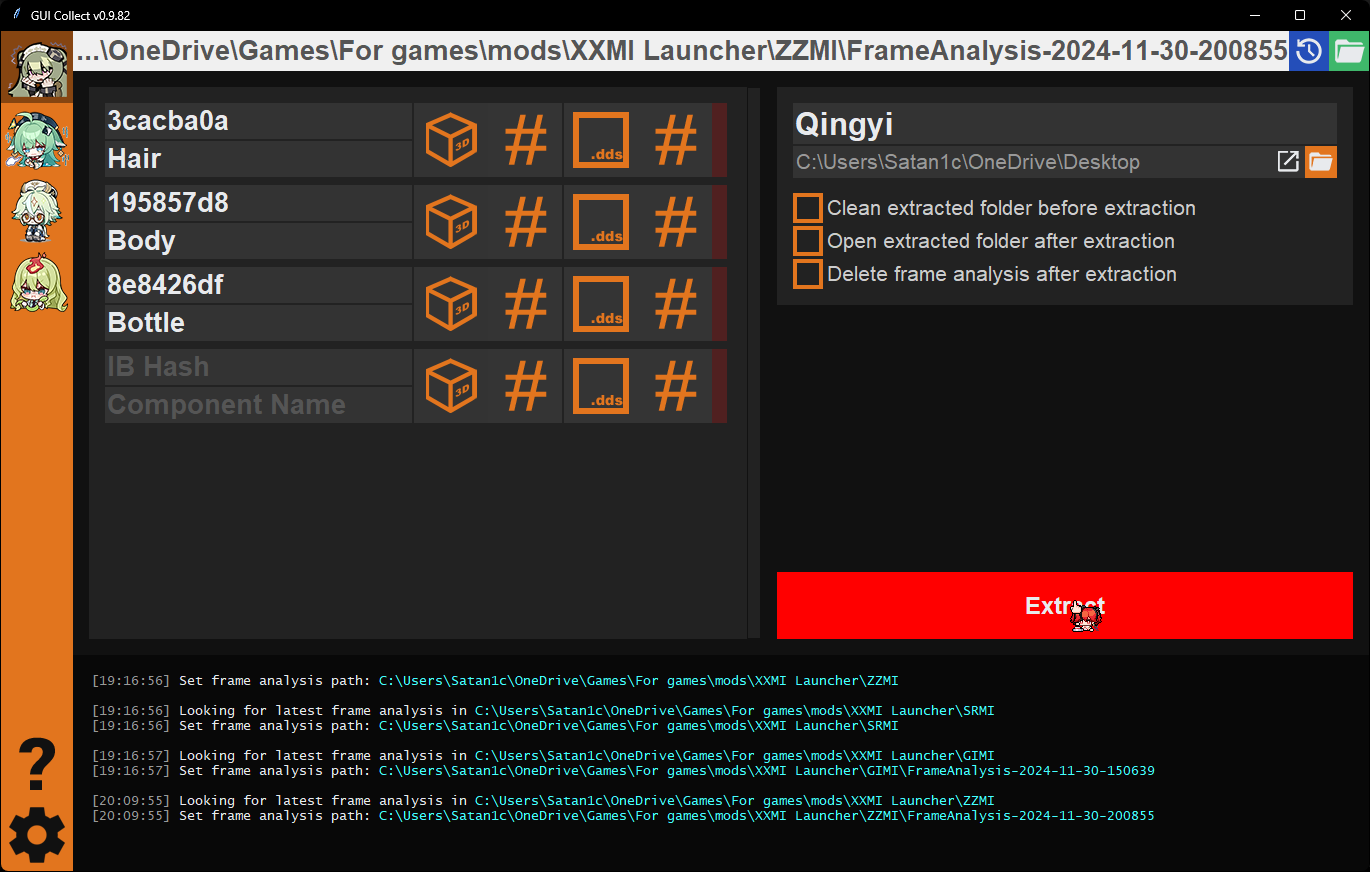 GUI Collect v0.9.82
...\OneDrive\Games\For games\mods\XXMI Launcher\ZZMI\FrameAnalysis-2024-11-30-200855
3cacba0a
Hair
3D
#
.dds
#
195857d8
Body
3D
#
.dds
#
8e8426df
Bottle
3D
#
.dds
#
IB Hash
Component Name
3D
#
.dds
#
Qingyi
C:\Users\Satan1c\OneDrive\Desktop
Clean extracted folder before extraction
Open extracted folder after extraction
Delete frame analysis after extraction
Extract
?
[19:16:56] Set frame analysis path: C:\Users\Satan1c\OneDrive\Games\For games\mods\XXMI Launcher\ZZMI
[19:16:56] Looking for latest frame analysis in C:\Users\Satan1c\OneDrive\Games\For games\mods\XXMI Launcher\SRMI
[19:16:56] Set frame analysis path: C:\Users\Satan1c\OneDrive\Games\For games\mods\XXMI Launcher\SRMI
[19:16:57] Looking for latest frame analysis in C:\Users\Satan1c\OneDrive\Games\For games\mods\XXMI Launcher\GIMI
[19:16:57] Set frame analysis path: C:\Users\Satan1c\OneDrive\Games\For games\mods\XXMI Launcher\GIMI\FrameAnalysis-2024-11-30-150639
[20:09:55] Looking for latest frame analysis in C:\Users\Satan1c\OneDrive\Games\For games\mods\XXMI Launcher\ZZMI
[20:09:55] Set frame analysis path: C:\Users\Satan1c\OneDrive\Games\For games\mods\XXMI Launcher\ZZMI\FrameAnalysis-2024-11-30-200855